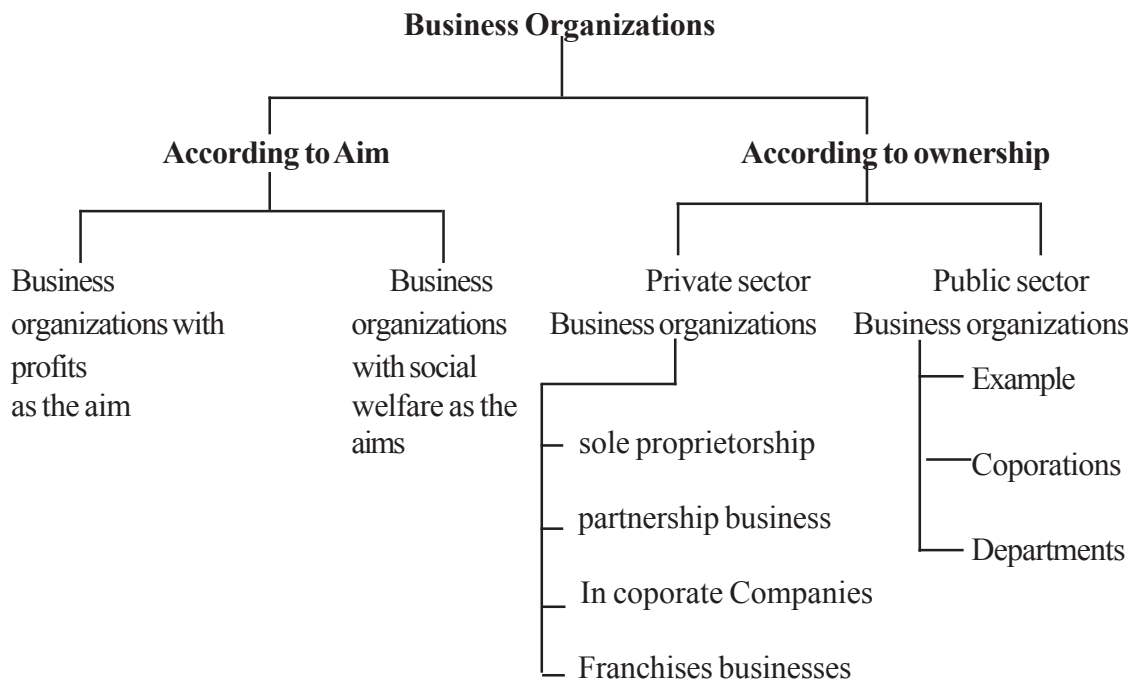 Business Organizations
According to Aim
According to ownership
Business
organizations with
profits
as the aim
Business
organizations
with social
welfare as the
aims
Private sector
Business organizations
sole proprietorship
partnership business
In coporate Companies
Franchises businesses
Public sector
Business organizations
Example
Coporations
Departments